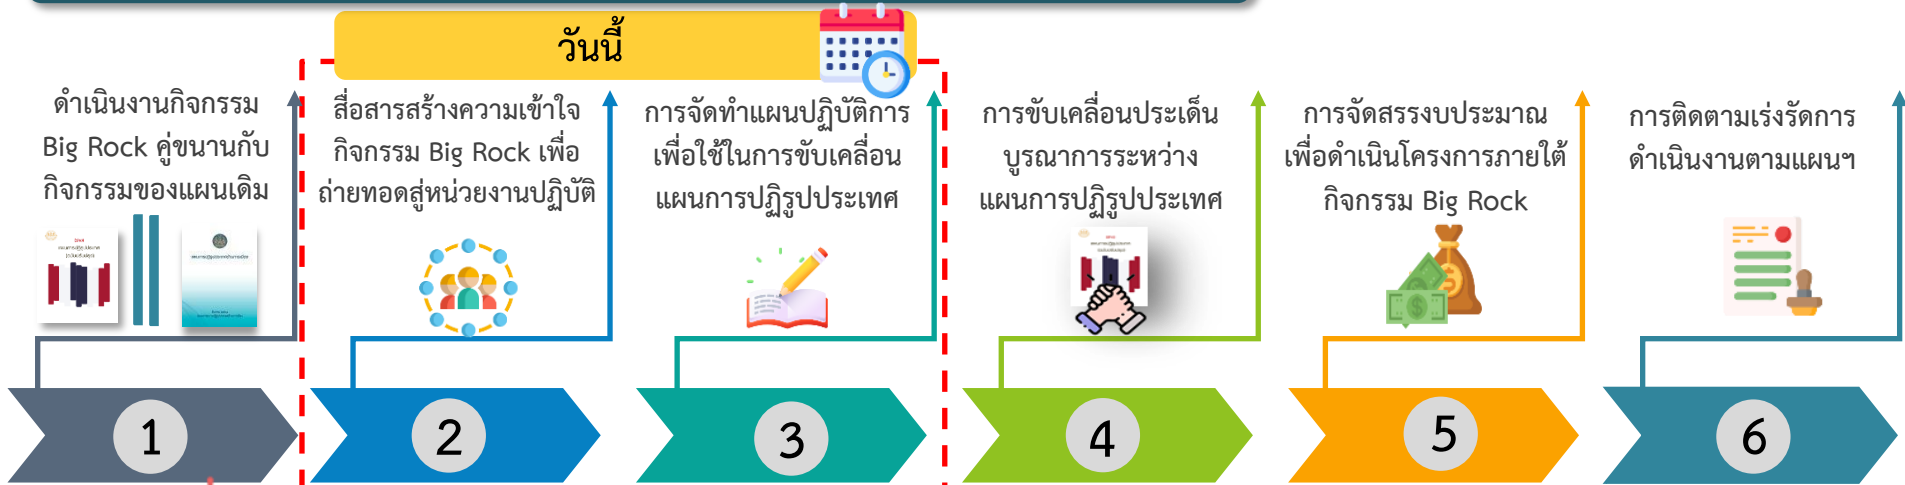 วันนี้
ดำเนินงานกิจกรรม
Big Rock คู่ขนานกับ
กิจกรรมของแผนเดิม
สื่อสารสร้างความเข้าใจ
กิจกรรม Big Rock เพื่อ
ถ่ายทอดสู่หน่วยงานปฏิบัติ
การจัดทำแผนปฏิบัติการ
เพื่อใช้ในการขับเคลื่อน
แผนการปฏิรูปประเทศ
การขับเคลื่อนประเด็น
บูรณาการระหว่าง
แผนการปฏิรูปประเทศ
การจัดสรรงบประมาณ
เพื่อดำเนินโครงการภายใต้
กิจกรรม Big Rock
การติดตามเร่งรัดการ
ดำเนินงานตามแผนฯ
1
2
3
4
5
6